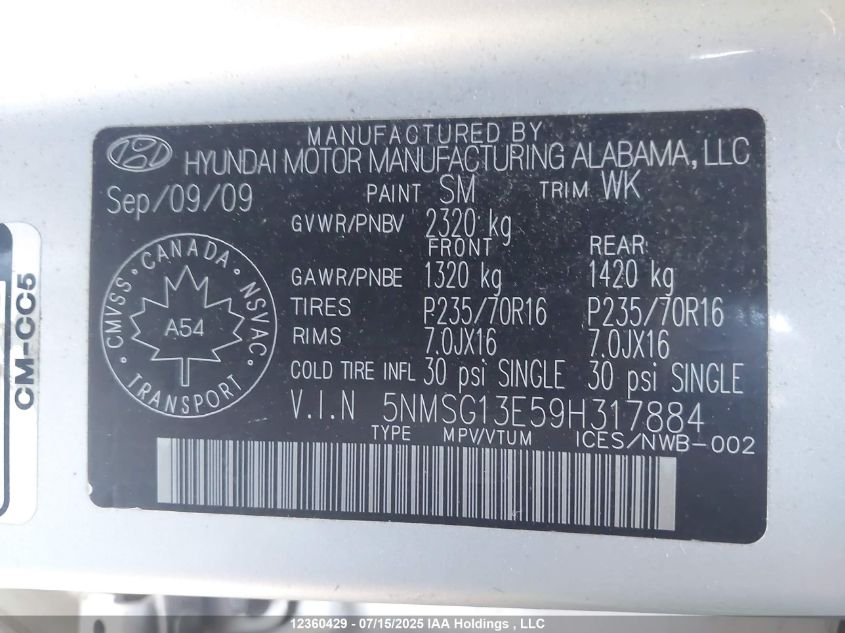 MANUFACTURED BY
HYUNDAI MOTOR MANUFACTURING ALABAMA, LLC
Sep/09/09 PAINT SM TRIM WK
GVWR/PNBV 2320 kg
FRONT REAR
GAWR/PNBE 1320 kg 1420 kg
TIRES P235/70R16 P235/70R16
RIMS 7.0JX16 7.0JX16
COLD TIRE INFL 30 psi SINGLE 30 psi SINGLE
V.I.N 5NMSG13E59H317884
TYPE MPV/VTUM ICES/NWB-002
CANADA
CMVSS • NSVAC
A54
TRANSPORT
CM-CC5
12360429 - 07/15/2025 IAA Holdings , LLC